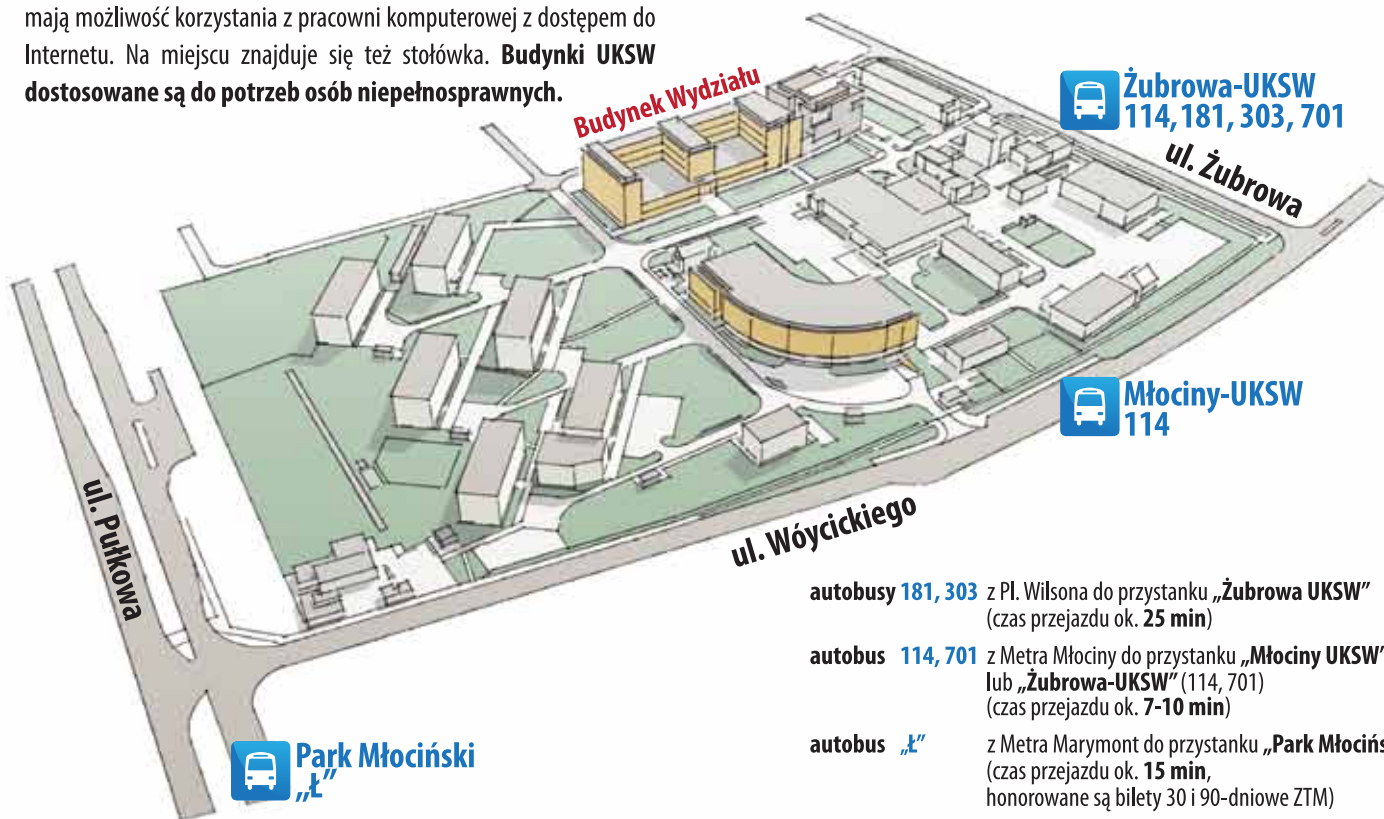 mają możliwość korzystania z pracowni komputerowej z dostępem do
Internetu. Na miejscu znajduje się też stołówka. Budynki UKSW
dostosowane są do potrzeb osób niepełnosprawnych.
Budynek Wydziału
Żubrowa-UKSW
114, 181, 303, 701
ul. Żubrowa
Młociny-UKSW
114
ul. Pułkowa
ul. Wóycickiego
autobusy 181, 303 z Pl. Wilsona do przystanku „Żubrowa UKSW”
(czas przejazdu ok. 25 min)
autobus 114, 701 z Metra Młociny do przystanku „Młociny UKSW”
lub „Żubrowa-UKSW” (114, 701)
(czas przejazdu ok. 7-10 min)
autobus „Ł” z Metra Marymont do przystanku „Park Młocińs
(czas przejazdu ok. 15 min,
honorowane są bilety 30 i 90-dniowe ZTM)
Park Młociński
„Ł”